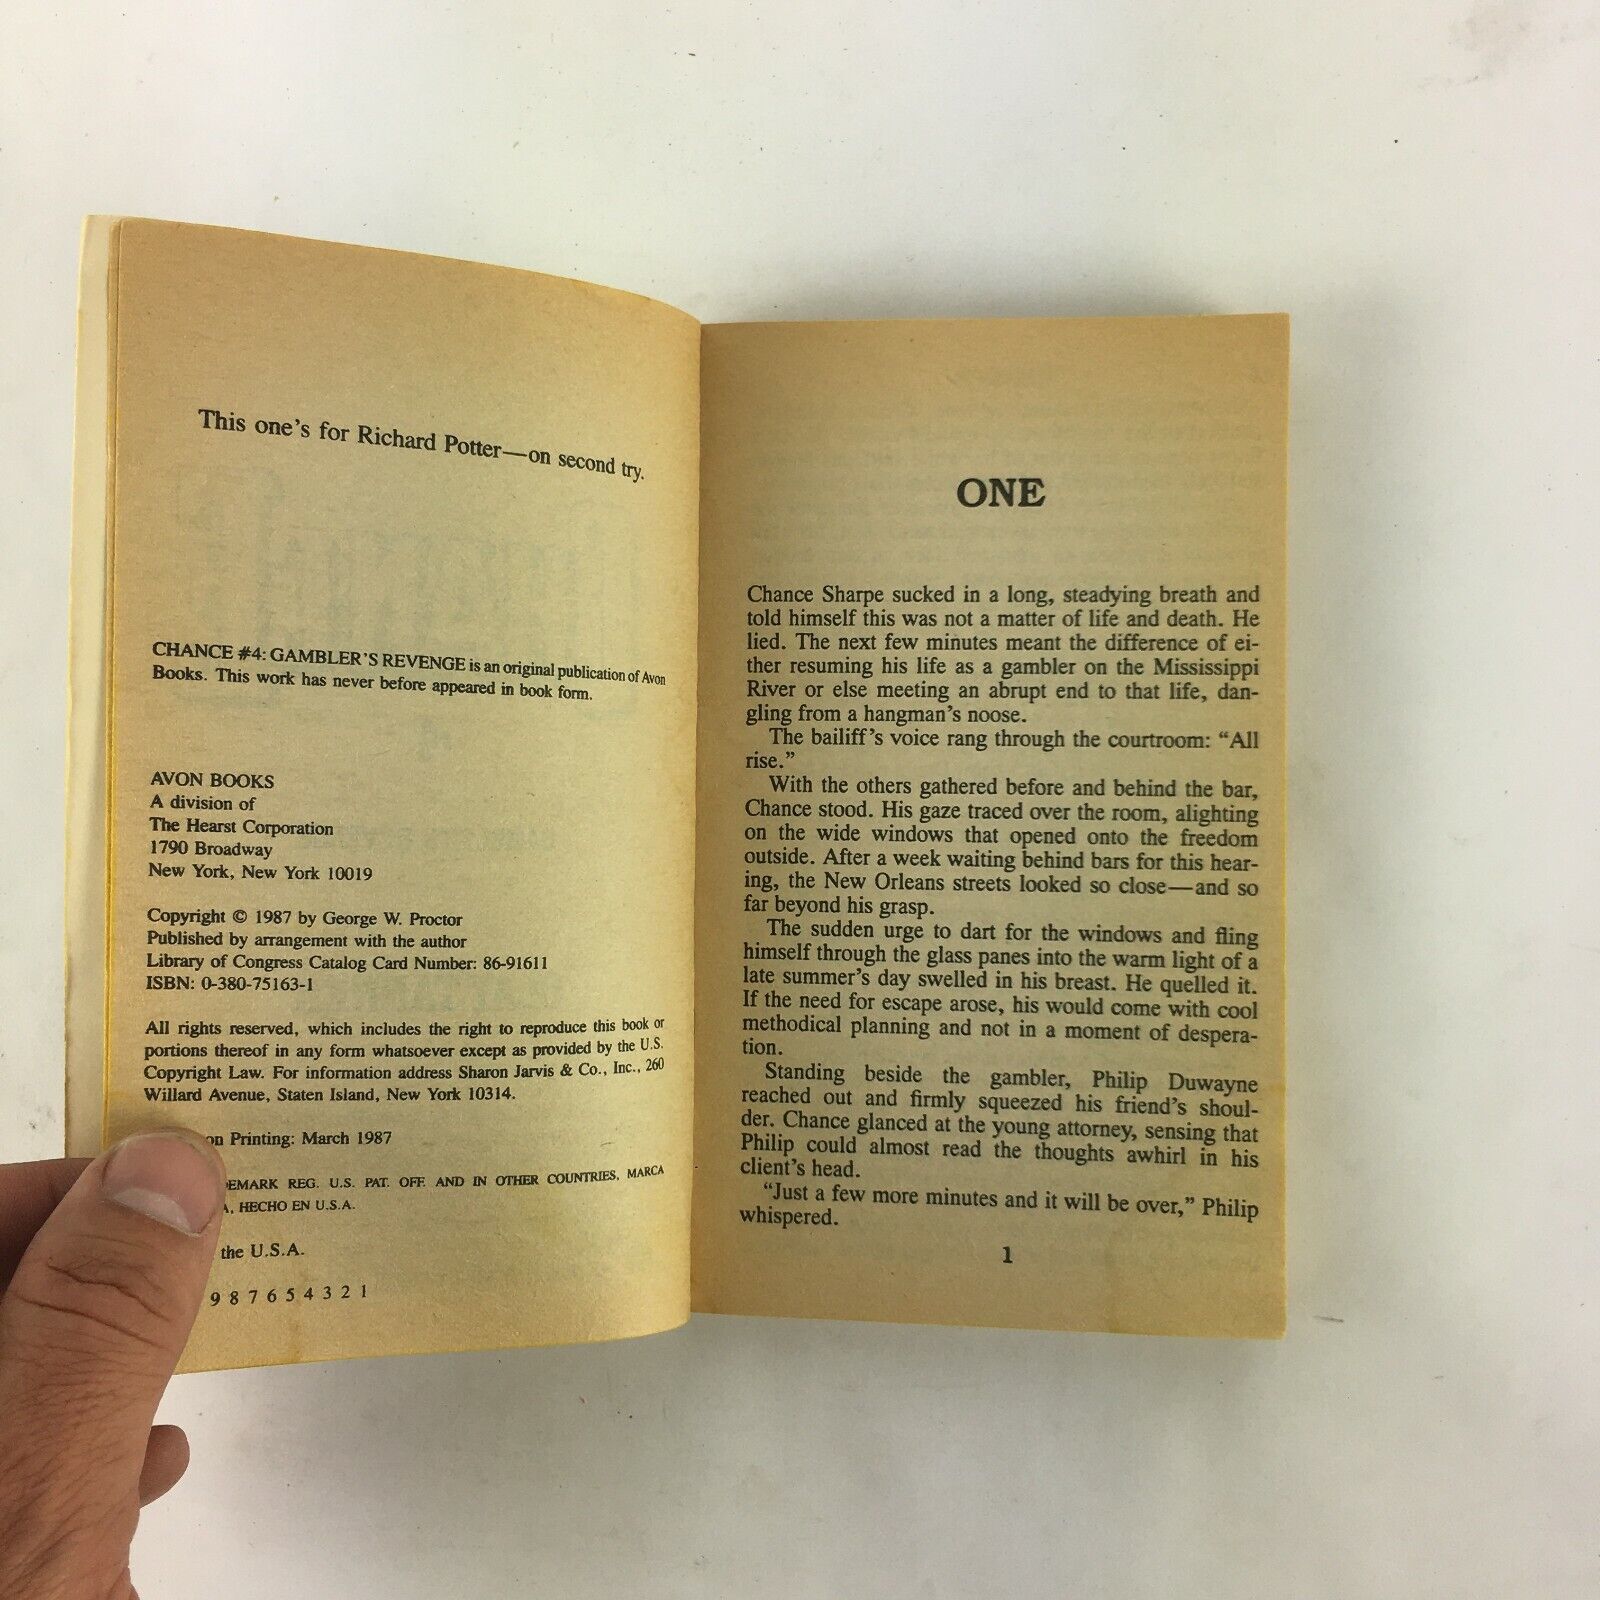 This one's for Richard Potter—on second try.
CHANCE #4: GAMBLER'S REVENGE is an original publication of Avon
Books. This work has never before appeared in book form.
AVON BOOKS
A division of
The Hearst Corporation
1790 Broadway
New York, New York 10019
Copyright © 1987 by George W. Proctor
Published by arrangement with the author
Library of Congress Catalog Card Number: 86-91611
ISBN: 0-380-75163-1
All rights reserved, which includes the right to reproduce this book or
portions thereof in any form whatsoever except as provided by the U.S.
Copyright Law. For information address Sharon Jarvis & Co., Inc., 260
Willard Avenue, Staten Island, New York 10314.
on Printing: March 1987
EMARK REG. U.S. PAT. OFF. AND IN OTHER COUNTRIES, MARCA
A, HECHO EN U.S.A.
the U.S.A.
9 8 7 6 5 4 3 2 1
ONE
Chance Sharpe sucked in a long, steadying breath and
told himself this was not a matter of life and death. He
lied. The next few minutes meant the difference of ei-
ther resuming his life as a gambler on the Mississippi
River or else meeting an abrupt end to that life, dan-
gling from a hangman's noose.
The bailiff's voice rang through the courtroom: "All
rise."
With the others gathered before and behind the bar,
Chance stood. His gaze traced over the room, alighting
on the wide windows that opened onto the freedom
outside. After a week waiting behind bars for this hear-
ing, the New Orleans streets looked so close—and so
far beyond his grasp.
The sudden urge to dart for the windows and fling
himself through the glass panes into the warm light of a
late summer's day swelled in his breast. He quelled it.
If the need for escape arose, his would come with cool
methodical planning and not in a moment of despera-
tion.
Standing beside the gambler, Philip Duwayne
reached out and firmly squeezed his friend's shoul-
der. Chance glanced at the young attorney, sensing that
Philip could almost read the thoughts awhirl in his
client's head.
"Just a few more minutes and it will be over," Philip
whispered.
1